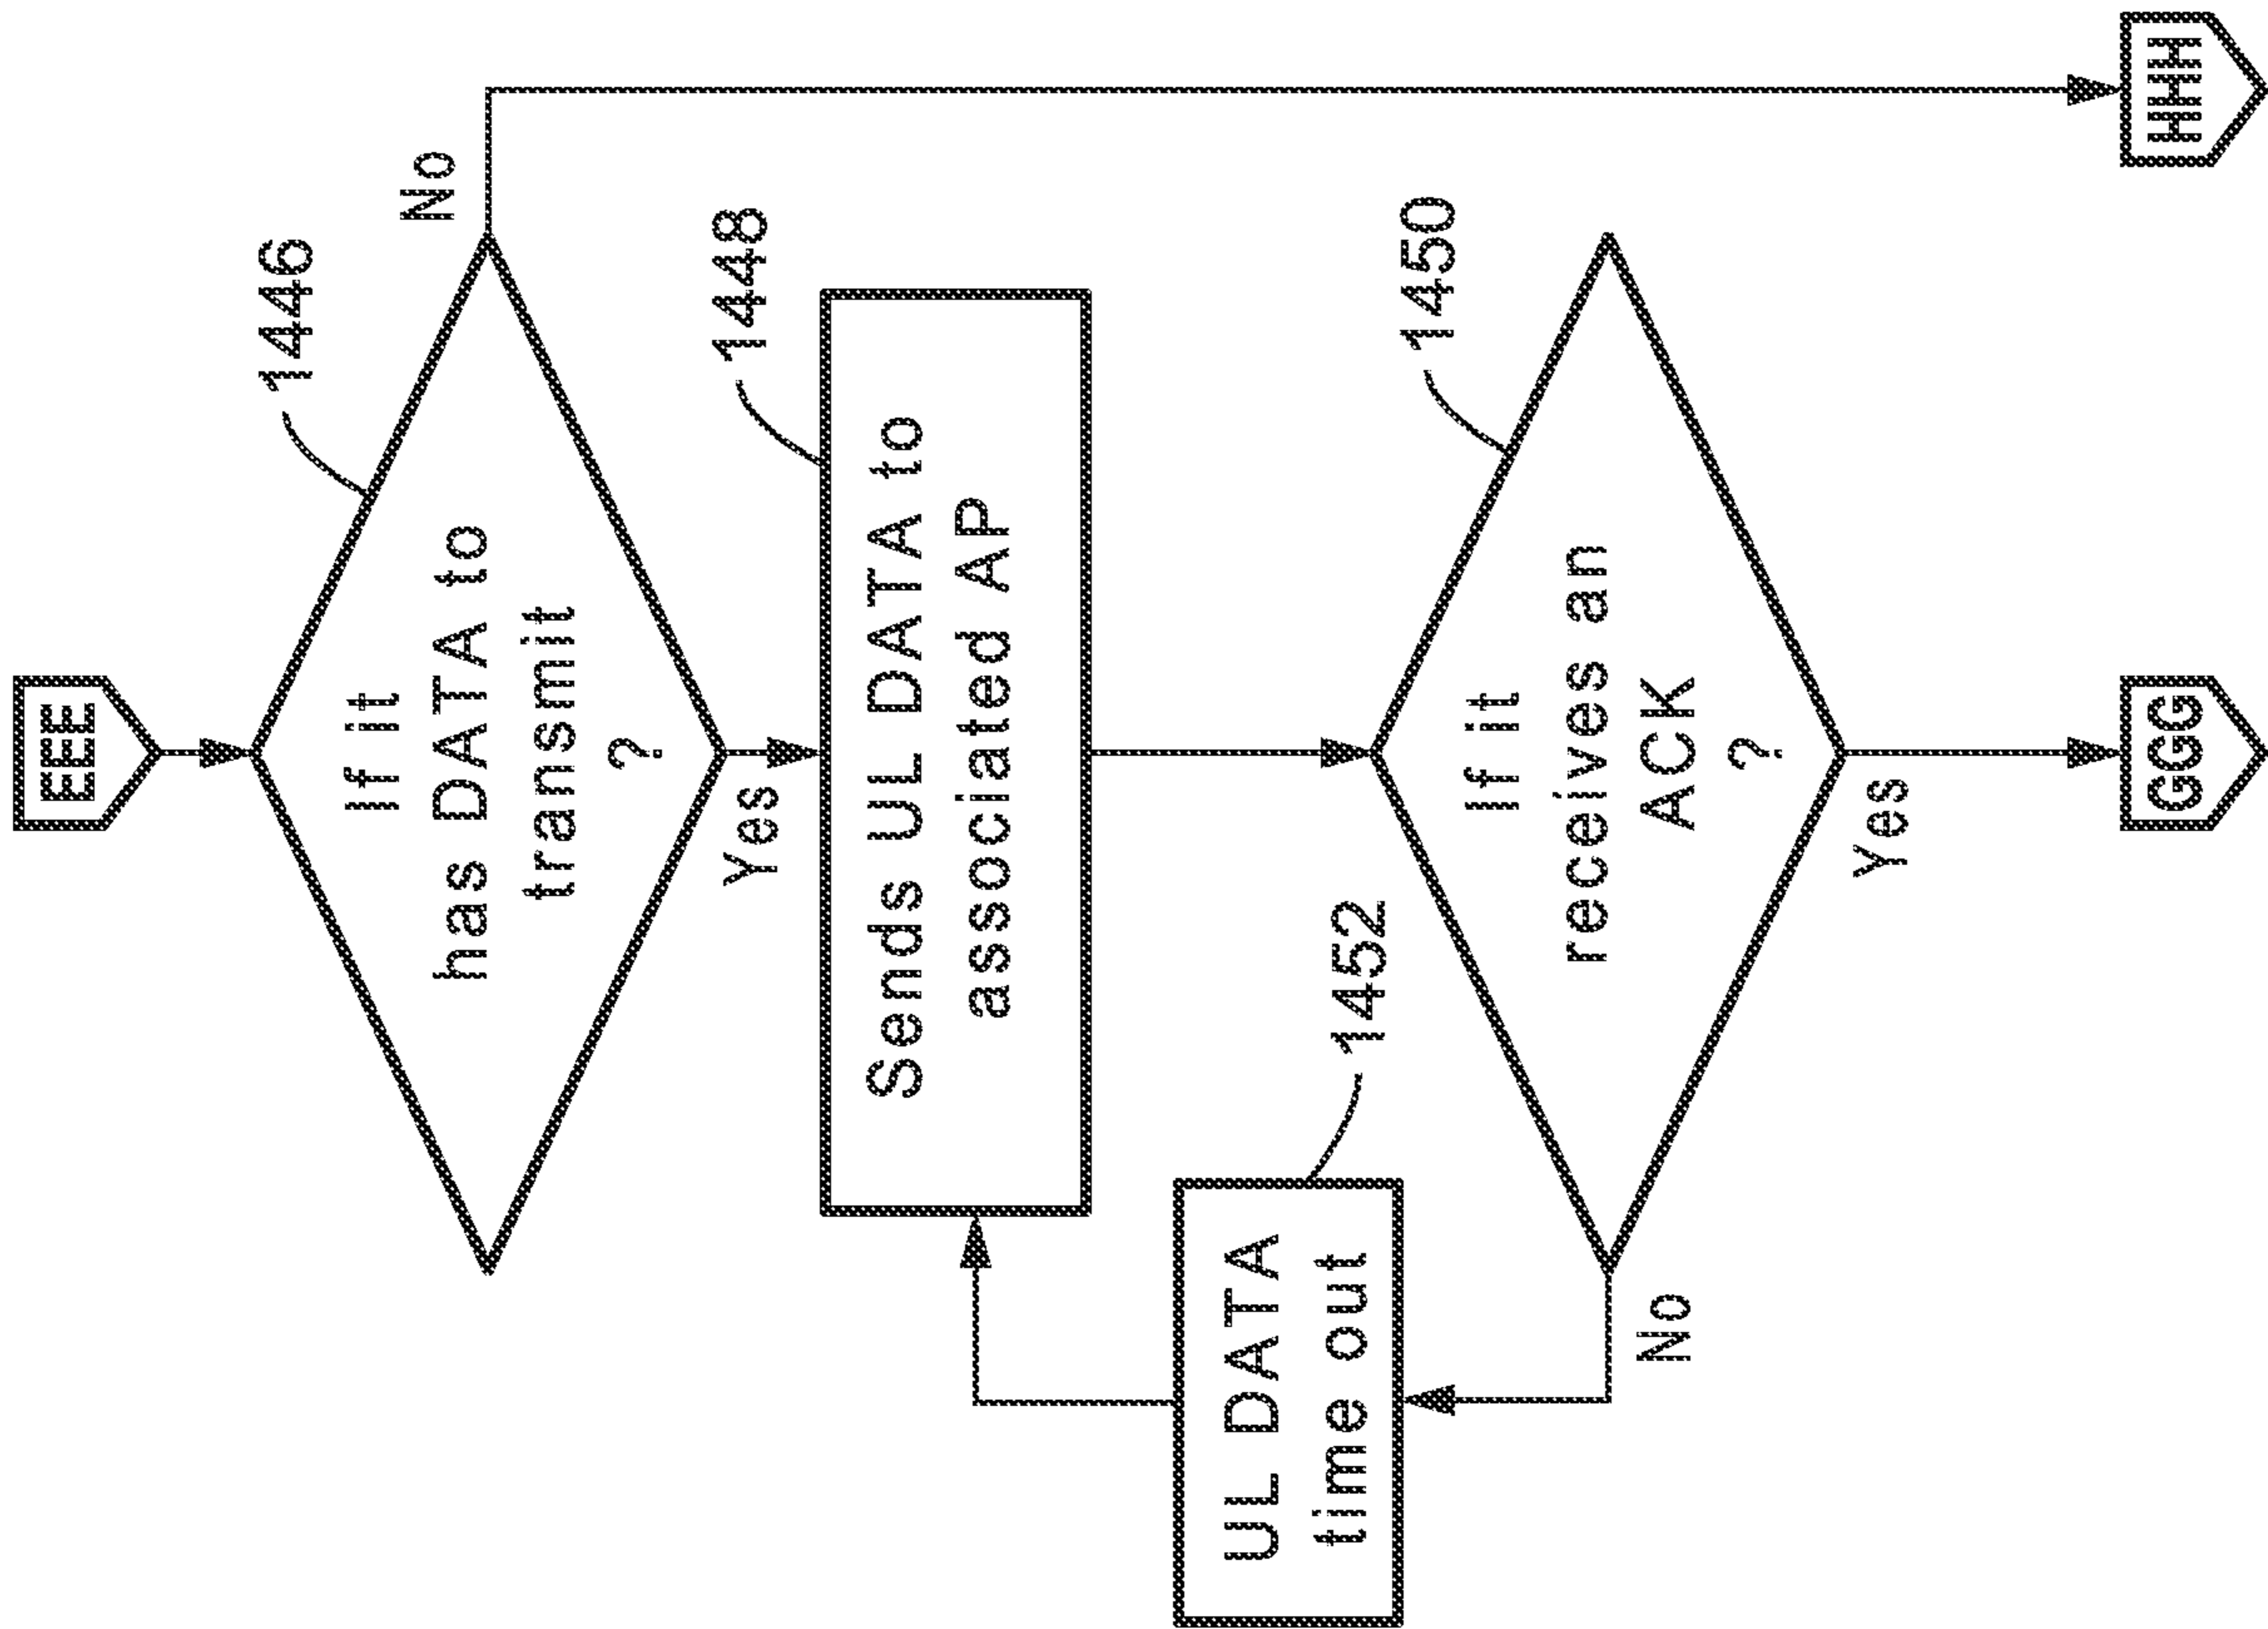 EEE
1446
If it
has DATA to
transmit
?
No
Yes
1448
Sends UL DATA to
associated AP
1450
If it
receives an
ACK
?
1452
UL DATA
time out
No
Yes
GGG
HHH